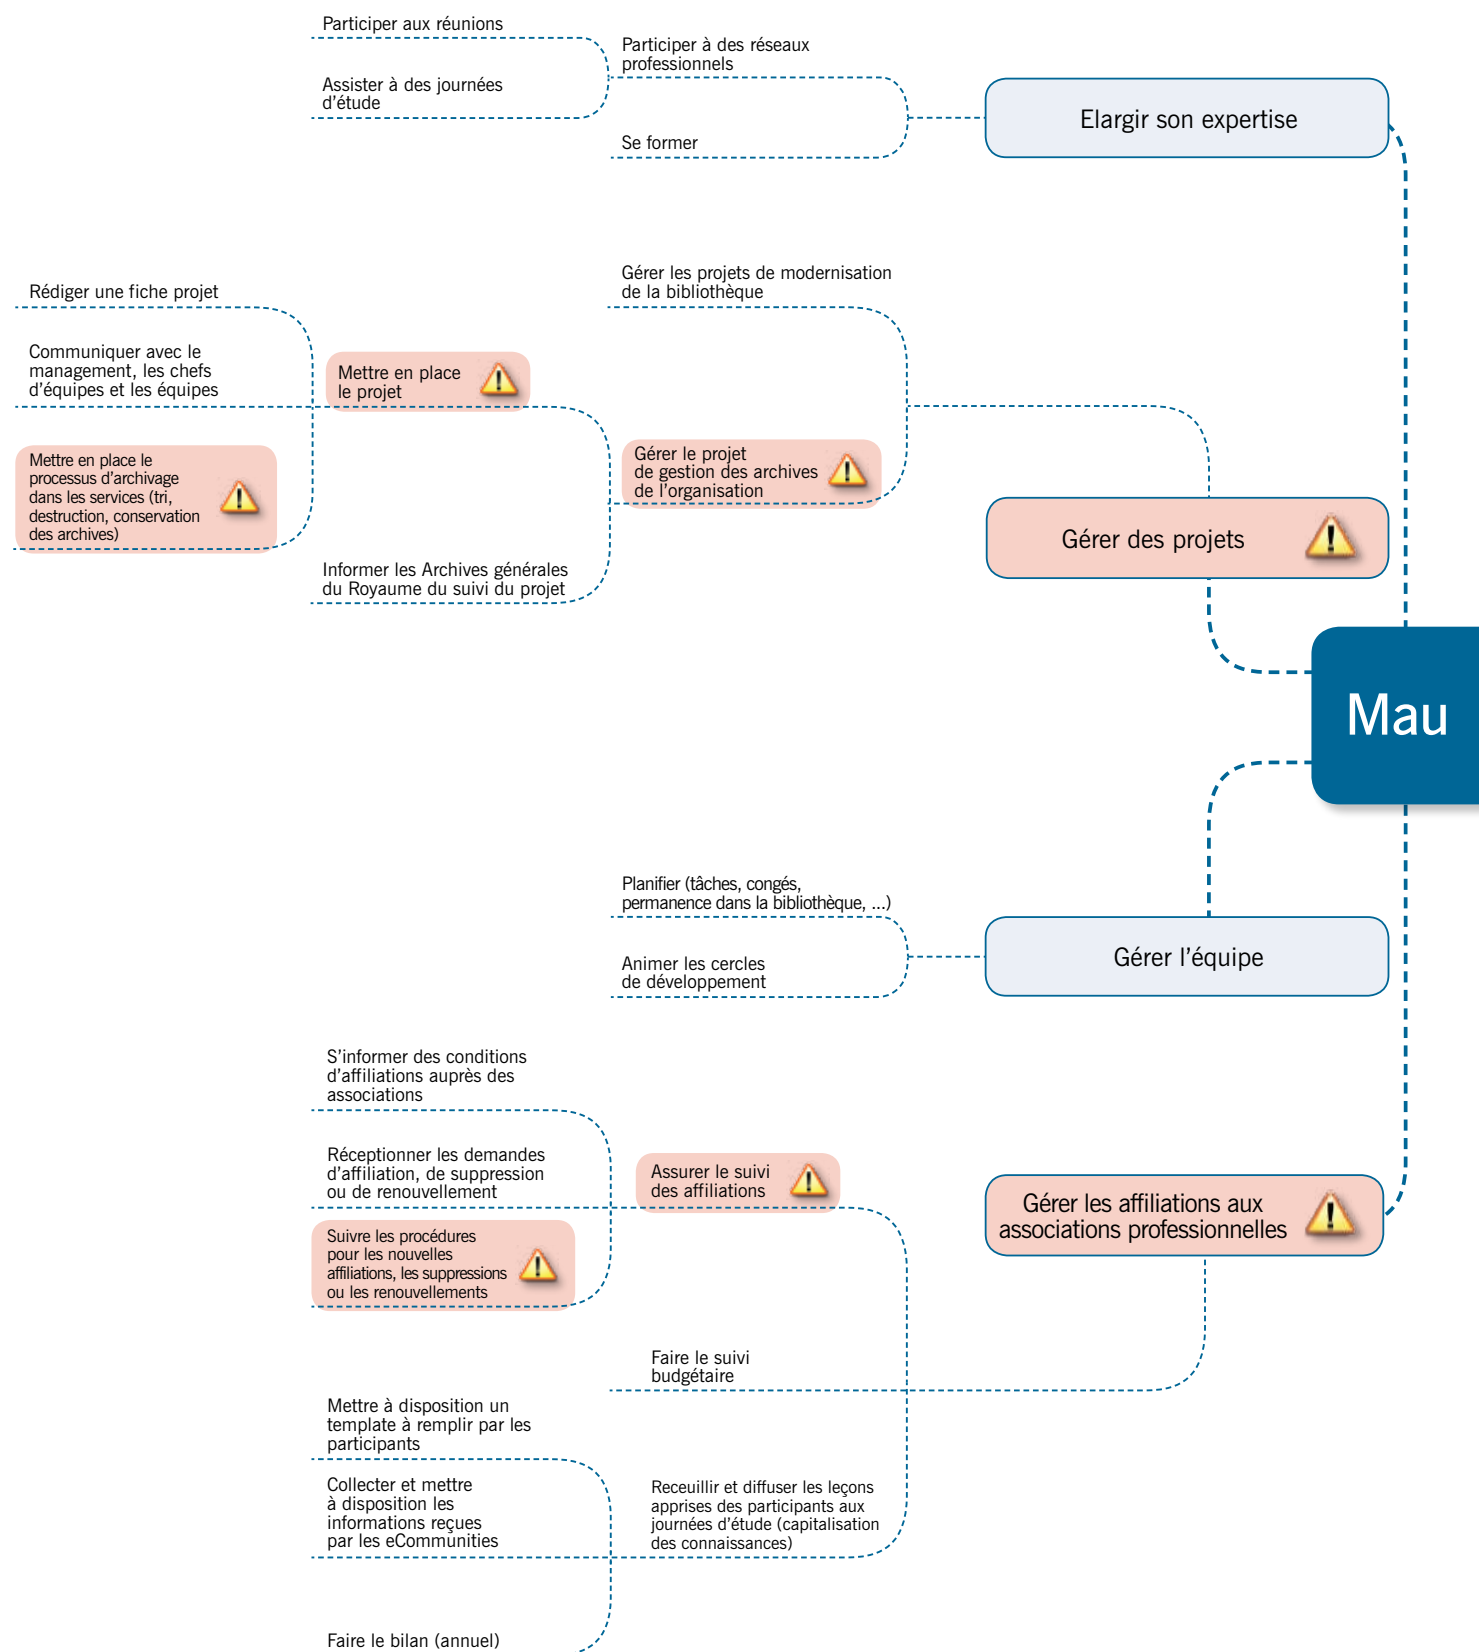 Participer aux réunions
Assister à des journées
d'étude
Participer à des réseaux
professionnels
Se former
Elargir son expertise
Rédiger une fiche projet
Communiquer avec le
management, les chefs
d'équipes et les équipes
Mettre en place le
processus d'archivage
dans les services (tri,
destruction, conservation
des archives)
Mettre en place
le projet
Informer les Archives générales
du Royaume du suivi du projet
Gérer les projets de modernisation
de la bibliothèque
Gérer le projet
de gestion des archives
de l'organisation
Gérer des projets
Mau
Planifier (tâches, congés,
permanence dans la bibliothèque, ...)
Animer les cercles
de développement
Gérer l'équipe
S'informer des conditions
d'affiliations auprès des
associations
Réceptionner les demandes
d'affiliation, de suppression
ou de renouvellement
Suivre les procédures
pour les nouvelles
affiliations, les suppressions
ou les renouvellements
Assurer le suivi
des affiliations
Gérer les affiliations aux
associations professionnelles
Faire le suivi
budgétaire
Mettre à disposition un
template à remplir par les
participants
Collecter et mettre
à disposition les
informations reçues
par les eCommunities
Faire le bilan (annuel)
Receuillir et diffuser les leçons
apprises des participants aux
journées d'étude (capitalisation
des connaissances)